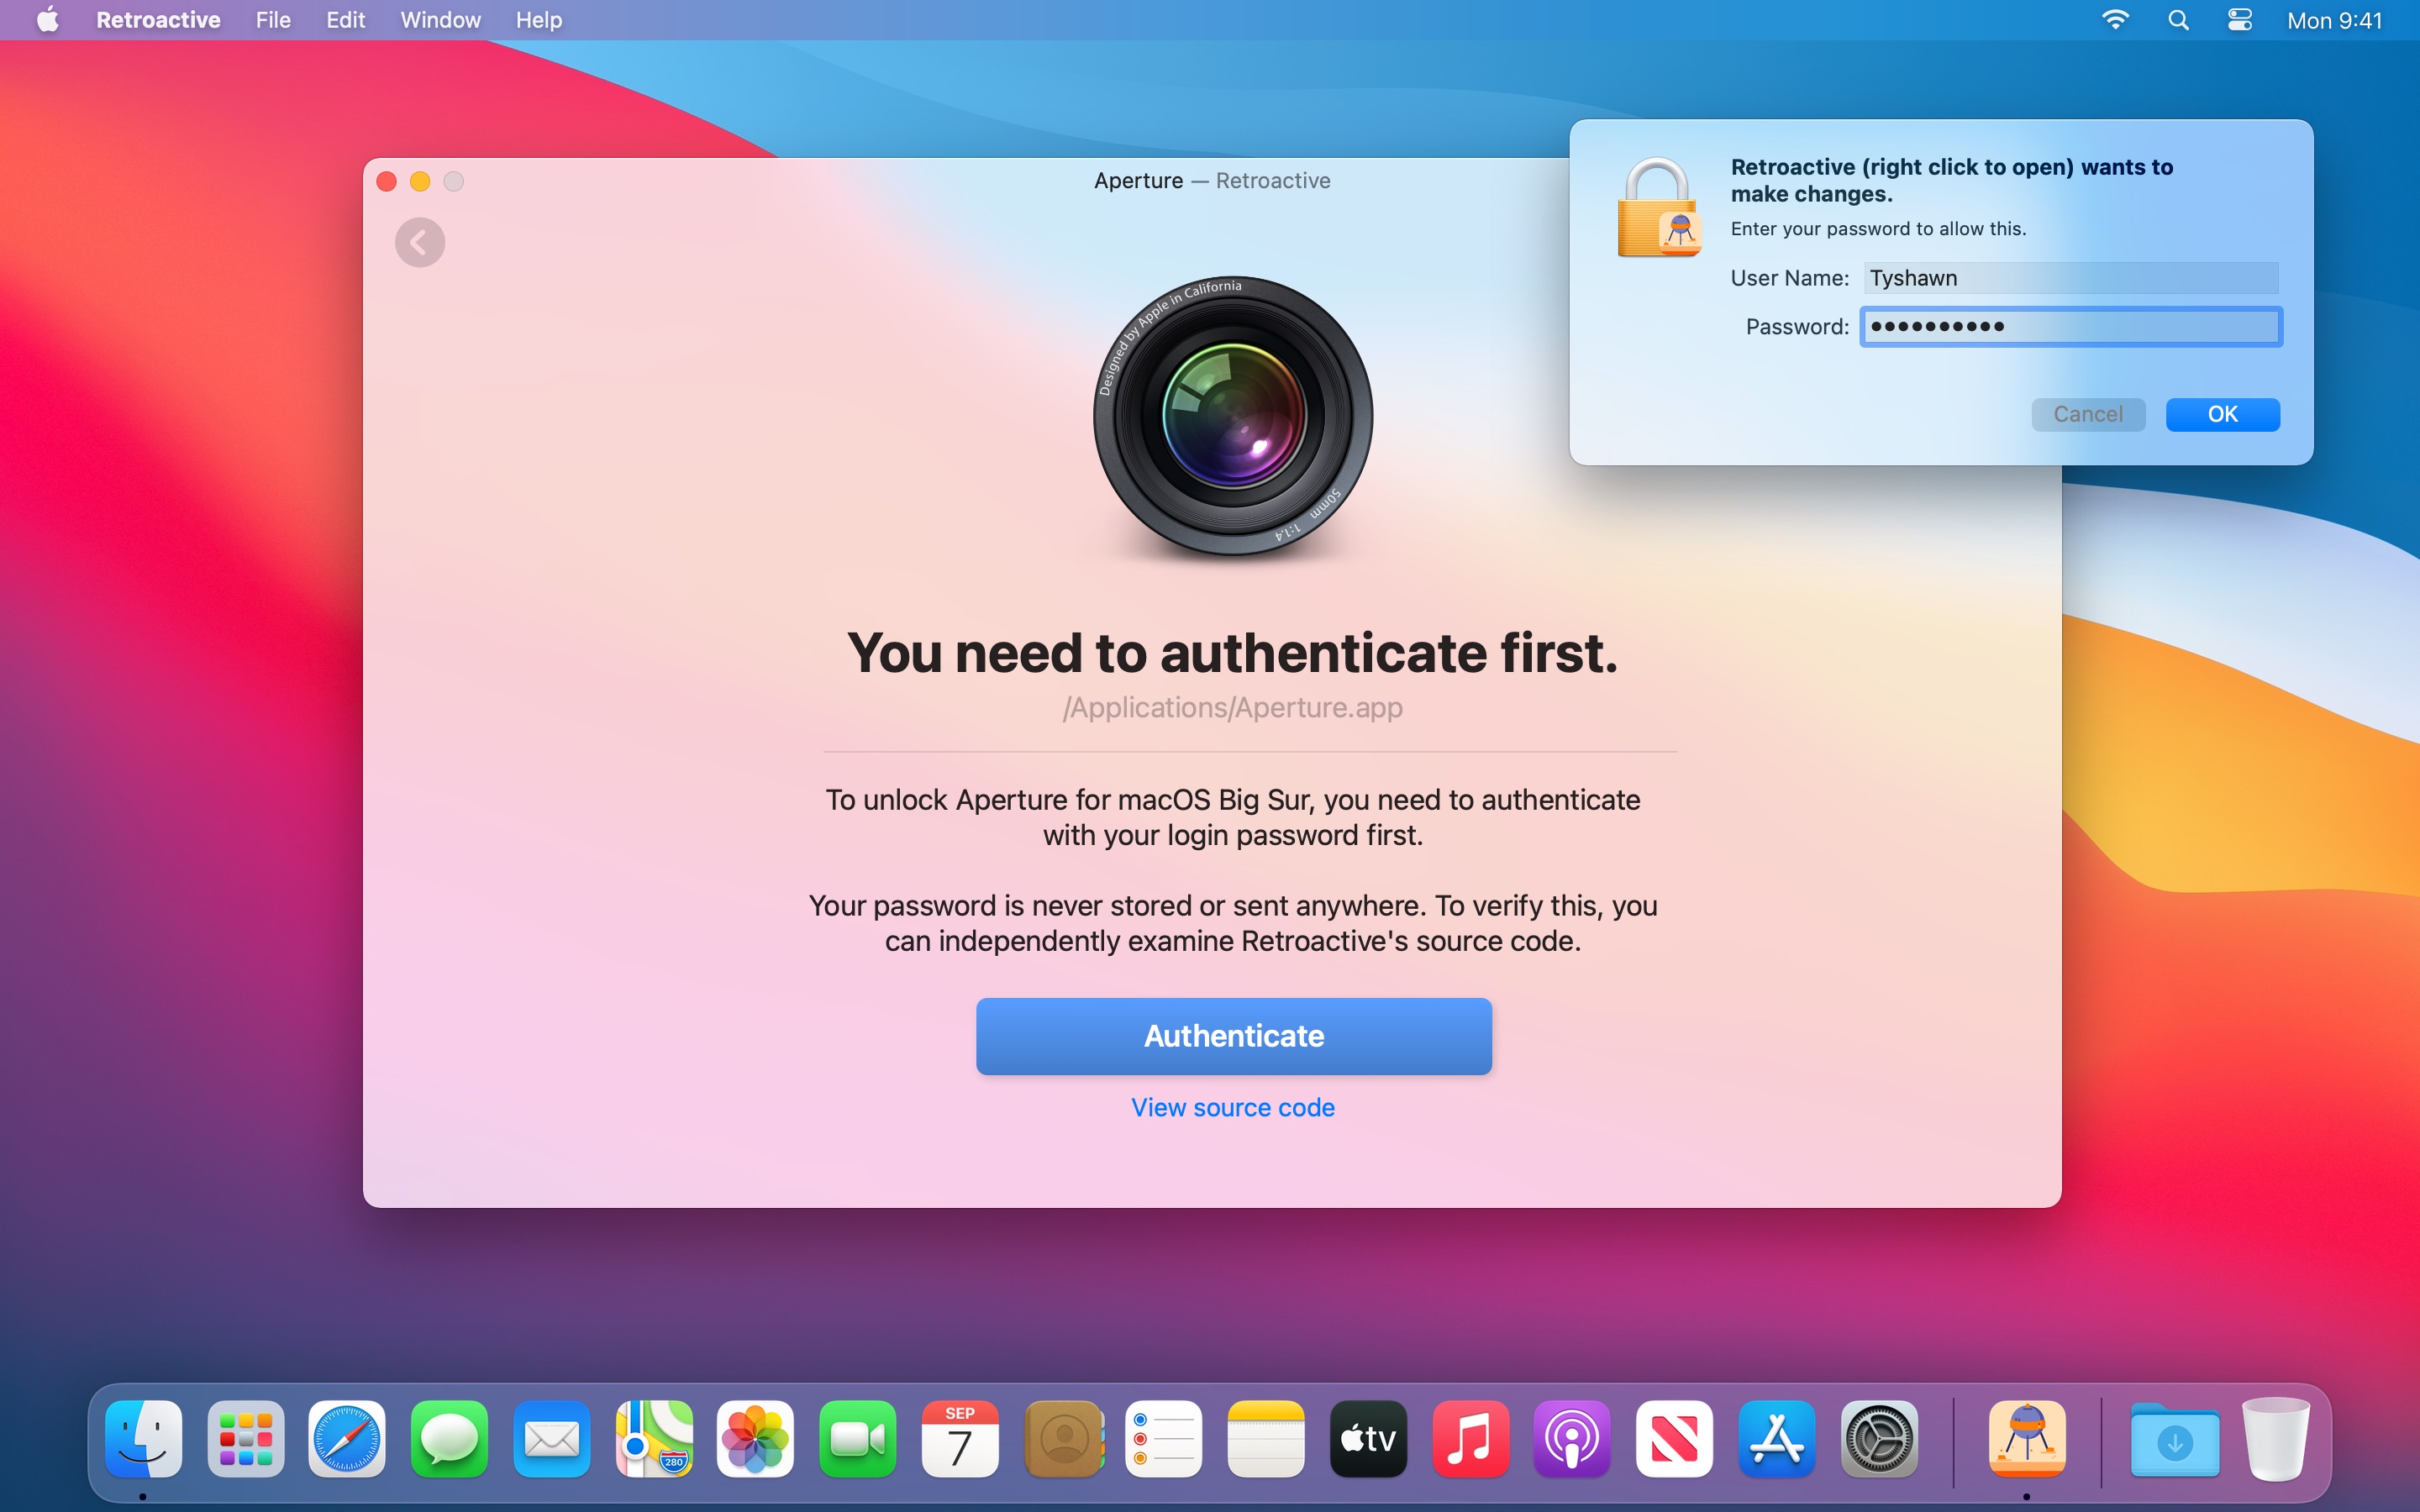 Retroactive File Edit Window Help
Mon 9:41
Aperture — Retroactive
Retroactive (right click to open) wants to
make changes.
Enter your password to allow this.
User Name: Tyshawn
Password: ••••••••••
Cancel OK
Designed by Apple in California
50mm 1:1.4
You need to authenticate first.
/Applications/Aperture.app
To unlock Aperture for macOS Big Sur, you need to authenticate
with your login password first.
Your password is never stored or sent anywhere. To verify this, you
can independently examine Retroactive's source code.
Authenticate
View source code
280
SEP
7
tv